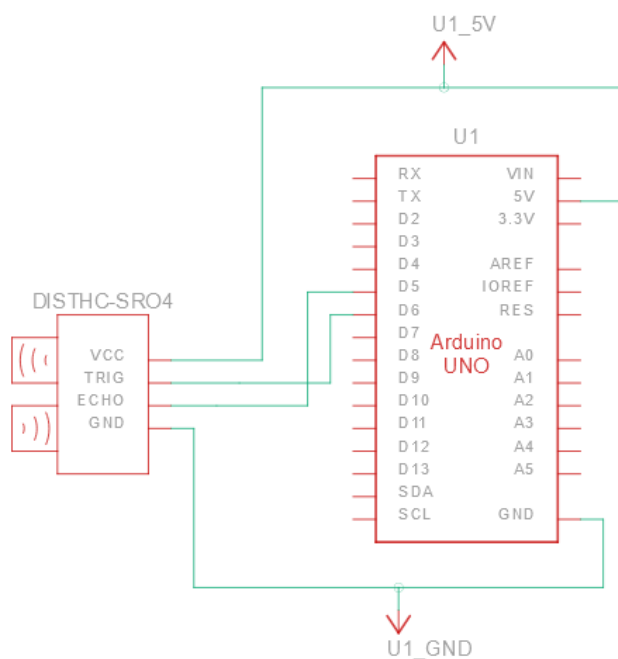 U1_5V
U1
RX
TX
D2
D3
D4
D5
D6
D7
D8
D9
D10
D11
D12
D13
SDA
SCL
VIN
5V
3.3V
AREF
IOREF
RES
A0
A1
A2
A3
A4
A5
GND
Arduino
UNO
DISTHC-SRO4
VCC
TRIG
ECHO
GND
U1_GND